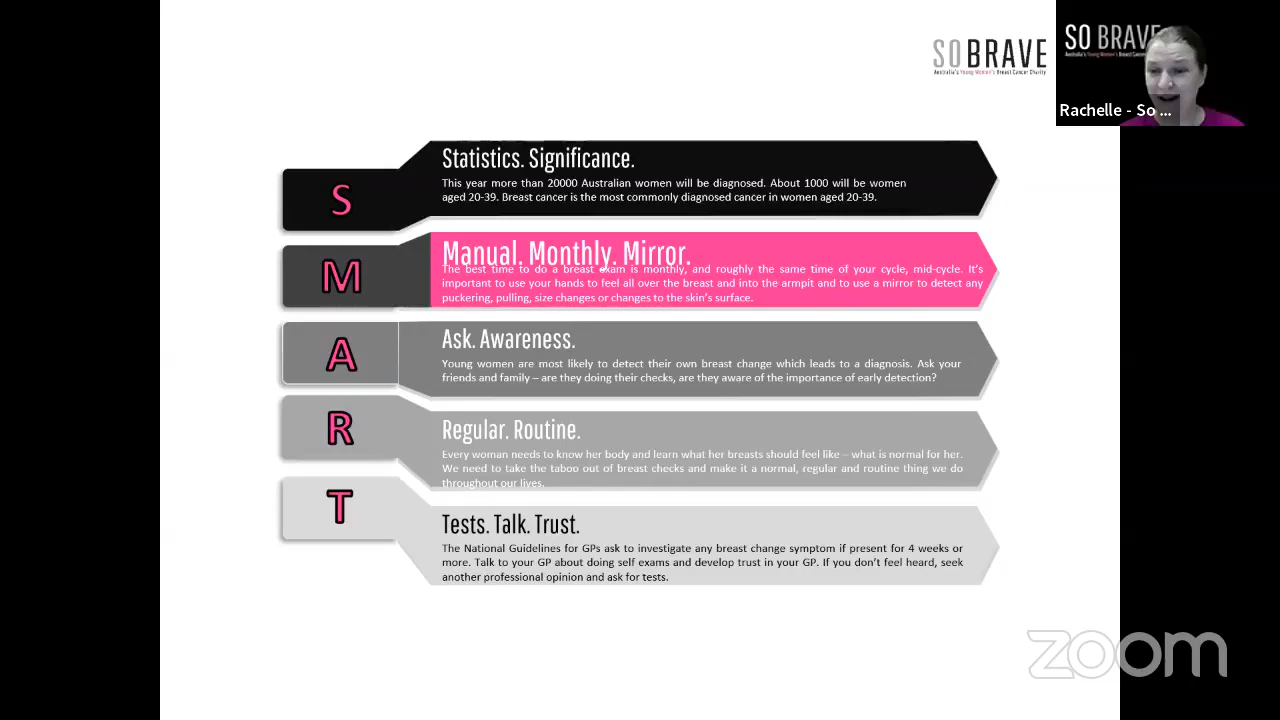 SO BRAVE
Australia's Young Women's Breast Cancer Charity
SO BRAVE
Rachelle - So ...
S
Statistics. Significance.
This year more than 20000 Australian women will be diagnosed. About 1000 will be women
aged 20-39. Breast cancer is the most commonly diagnosed cancer in women aged 20-39.
M
Manual. Monthly. Mirror.
The best time to do a breast exam is monthly, and roughly the same time of your cycle, mid-cycle. It's
important to use your hands to feel all over the breast and into the armpit and to use a mirror to detect any
puckering, pulling, size changes or changes to the skin's surface.
A
Ask. Awareness.
Young women are most likely to detect their own breast change which leads to a diagnosis. Ask your
friends and family – are they doing their checks, are they aware of the importance of early detection?
R
Regular. Routine.
Every woman needs to know her body and learn what her breasts should feel like – what is normal for her.
We need to take the taboo out of breast checks and make it a normal, regular and routine thing we do
throughout our lives.
T
Tests. Talk. Trust.
The National Guidelines for GPs ask to investigate any breast change symptom if present for 4 weeks or
more. Talk to your GP about doing self exams and develop trust in your GP. If you don't feel heard, seek
another professional opinion and ask for tests.
zoom